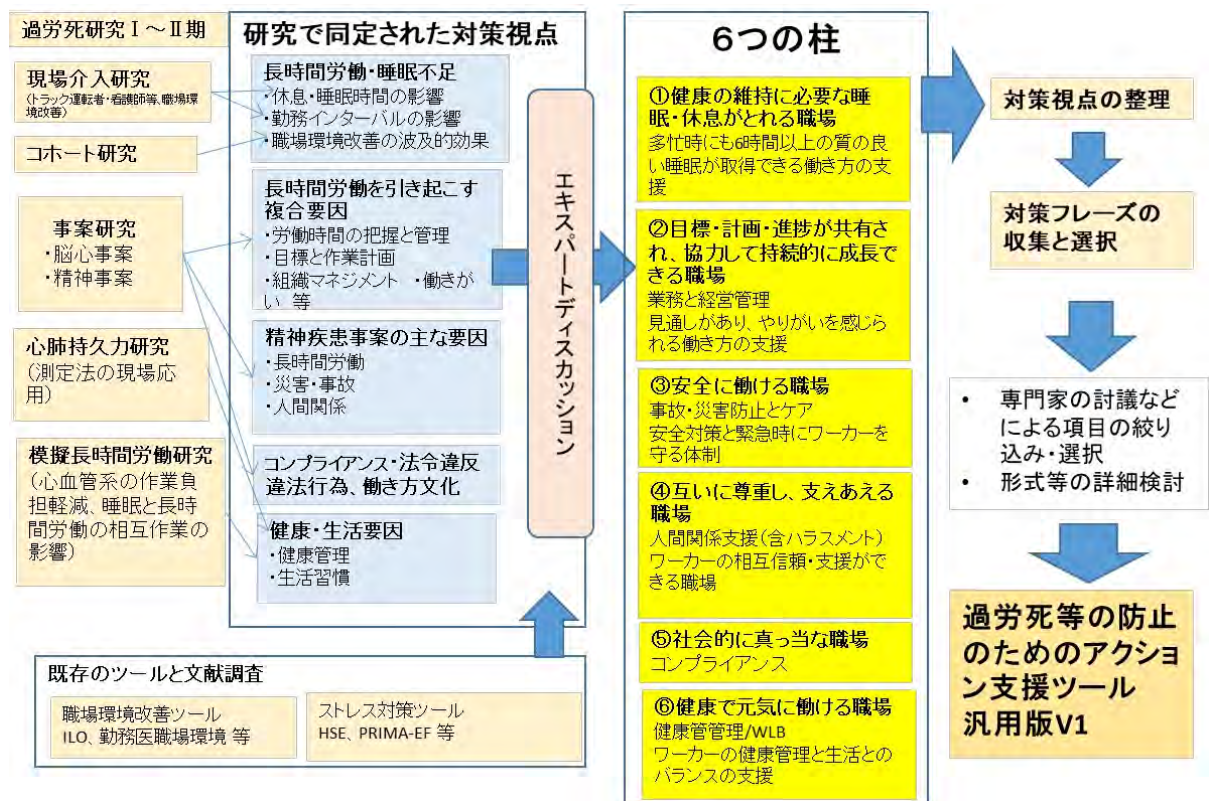 過労死研究Ⅰ～Ⅱ期
現場介入研究
（トラック運転者・看護師等、職場環
境改善）
コホート研究
事案研究
・脳心事案
・精神事案
心肺持久力研究
（測定法の現場応
用）
模擬長時間労働研究
（心血管系の作業負
担軽減、睡眠と長時
間労働の相互作業の
影響）
研究で同定された対策視点
長時間労働・睡眠不足
・休息・睡眠時間の影響
・勤務インターバルの影響
・職場環境改善の波及的効果
長時間労働を引き起こす
複合要因
・労働時間の把握と管理
・目標と作業計画
・組織マネジメント ・働きが
い 等
精神疾患事案の主な要因
・長時間労働
・災害・事故
・人間関係
コンプライアンス・法令違反
違法行為、働き方文化
健康・生活要因
・健康管理
・生活習慣
エキスパートディスカッション
既存のツールと文献調査
職場環境改善ツール
ILO、勤務医職場環境 等
ストレス対策ツール
HSE、PRIMA-EF 等
６つの柱
①健康の維持に必要な睡
眠・休息がとれる職場
多忙時にも6時間以上の質の良
い睡眠が取得できる働き方の支
援
②目標・計画・進捗が共有さ
れ、協力して持続的に成長で
きる職場
業務と経営管理
見通しがあり、やりがいを感じら
れる働き方の支援
③安全に働ける職場
事故・災害防止とケア
安全対策と緊急時にワーカーを
守る体制
④互いに尊重し、支えあえる
職場
人間関係支援（含ハラスメント）
ワーカーの相互信頼・支援がで
きる職場
⑤社会的に真っ当な職場
コンプライアンス
⑥健康で元気に働ける職場
健康管管理/WLB
ワーカーの健康管理と生活との
バランスの支援
対策視点の整理
対策フレーズの
収集と選択
• 専門家の討議など
による項目の絞り
込み・選択
• 形式等の詳細検討
過労死等の防止
のためのアクショ
ン支援ツール
汎用版V1